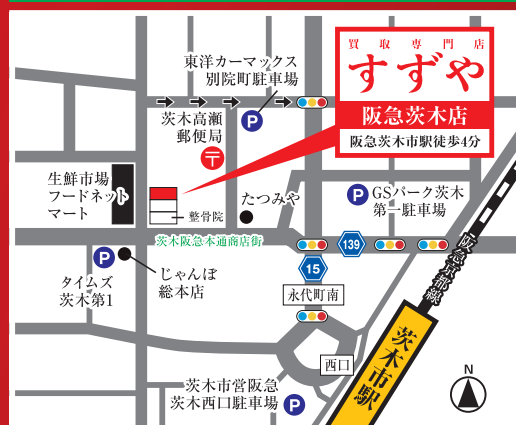 買取専門店
すずや
阪急茨木店
阪急茨木市駅徒歩4分
東洋カーマックス
別院町駐車場
P
茨木高瀬
郵便局
〒
生鮮市場
フードネット
マート
整骨院
たつみや
P
GSパーク茨木
第一駐車場
茨木阪急本通商店街
139
15
阪急京都線
P
タイムズ
茨木第1
じゃんぼ
総本店
永代町南
西口
茨木市駅
茨木市営阪急
茨木西口駐車場
P
N